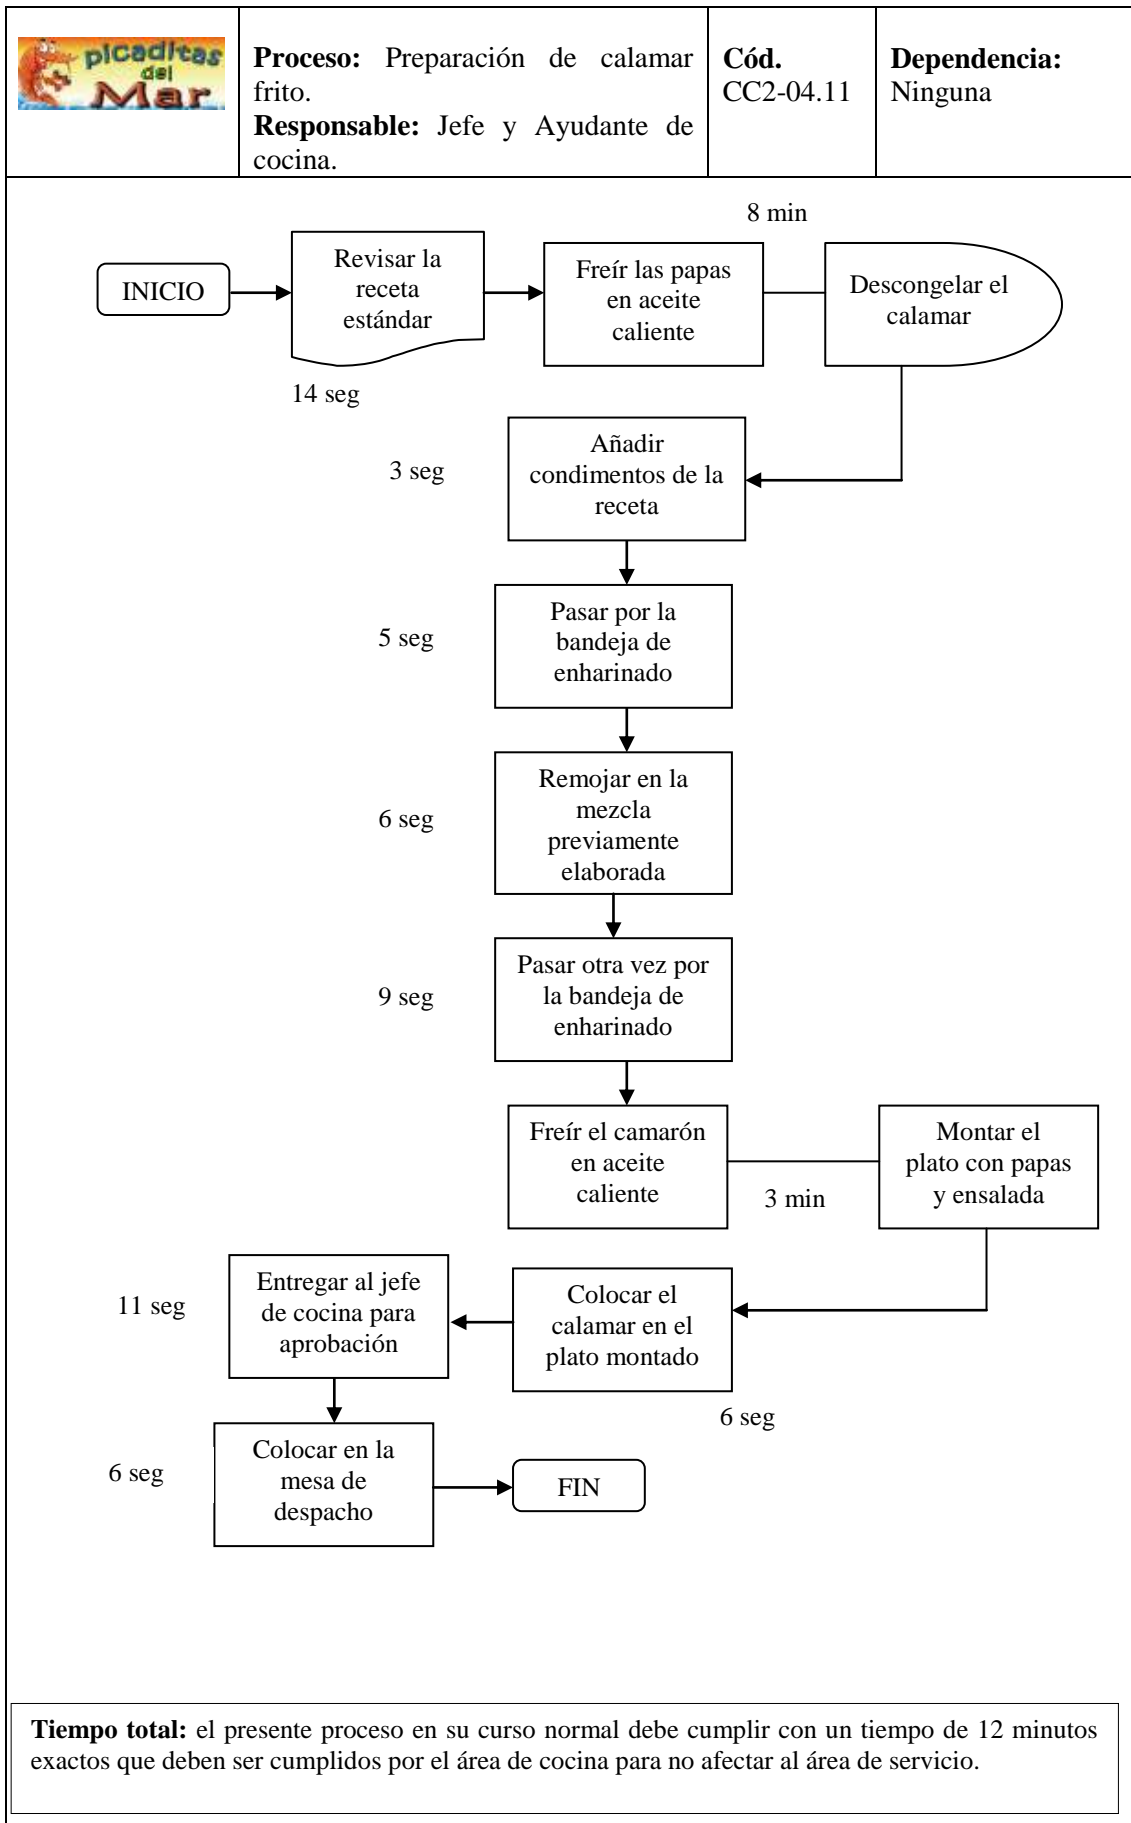 picaditas
del
Mar
Proceso: Preparación de calamar
frito.
Responsable: Jefe y Ayudante de
cocina.
Cód.
CC2-04.11
Dependencia:
Ninguna
8 min
INICIO
Revisar la
receta
estándar
14 seg
Freír las papas
en aceite
caliente
Descongelar el
calamar
3 seg
Añadir
condimentos de la
receta
5 seg
Pasar por la
bandeja de
enharinado
6 seg
Remojar en la
mezcla
previamente
elaborada
9 seg
Pasar otra vez por
la bandeja de
enharinado
Freír el camarón
en aceite
caliente
3 min
Montar el
plato con papas
y ensalada
11 seg
Entregar al jefe
de cocina para
aprobación
Colocar el
calamar en el
plato montado
6 seg
6 seg
Colocar en la
mesa de
despacho
FIN
Tiempo total: el presente proceso en su curso normal debe cumplir con un tiempo de 12 minutos
exactos que deben ser cumplidos por el área de cocina para no afectar al área de servicio.